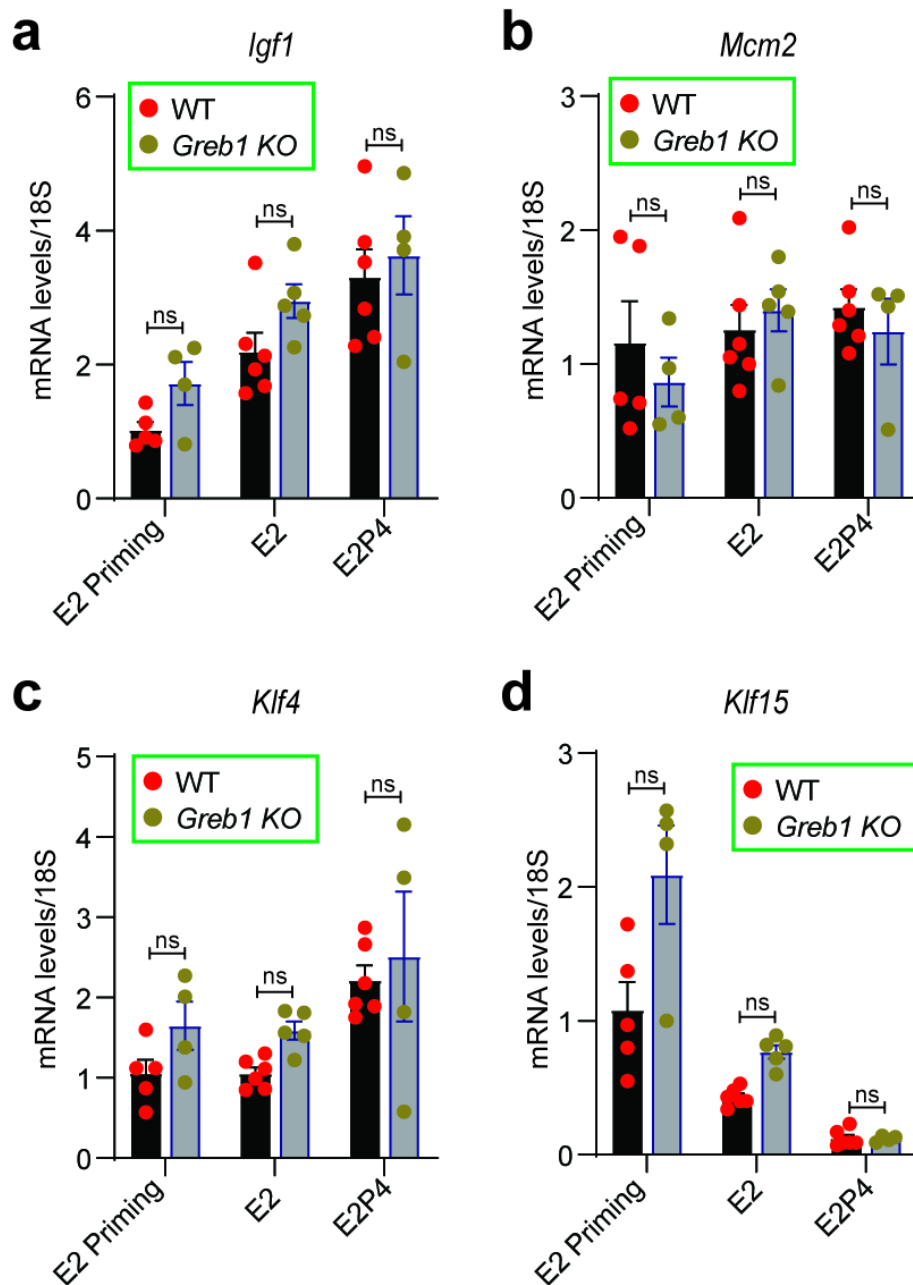 a
Igf1
mRNA levels/18S
6
4
2
0
WT
Greb1 KO
ns
ns
ns
E2 Priming
E2
E2P4
b
Mcm2
mRNA levels/18S
3
2
1
0
WT
Greb1 KO
ns
ns
ns
E2 Priming
E2
E2P4
c
Klf4
mRNA levels/18S
5
4
3
2
1
0
WT
Greb1 KO
ns
ns
ns
E2 Priming
E2
E2P4
d
Klf15
mRNA levels/18S
3
2
1
0
WT
Greb1 KO
ns
ns
ns
E2 Priming
E2
E2P4